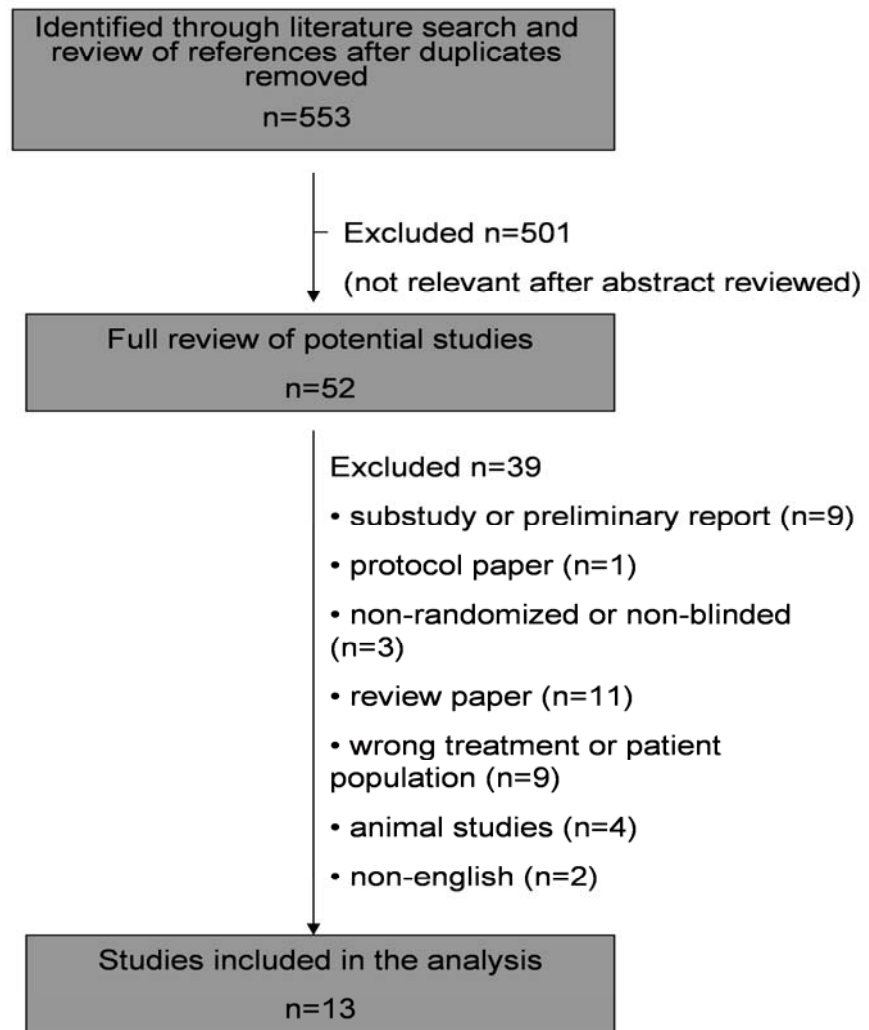 Identified through literature search and
review of references after duplicates
removed
n=553
Excluded n=501
(not relevant after abstract reviewed)
Full review of potential studies
n=52
Excluded n=39
• substudy or preliminary report (n=9)
• protocol paper (n=1)
• non-randomized or non-blinded
(n=3)
• review paper (n=11)
• wrong treatment or patient
population (n=9)
• animal studies (n=4)
• non-english (n=2)
Studies included in the analysis
n=13